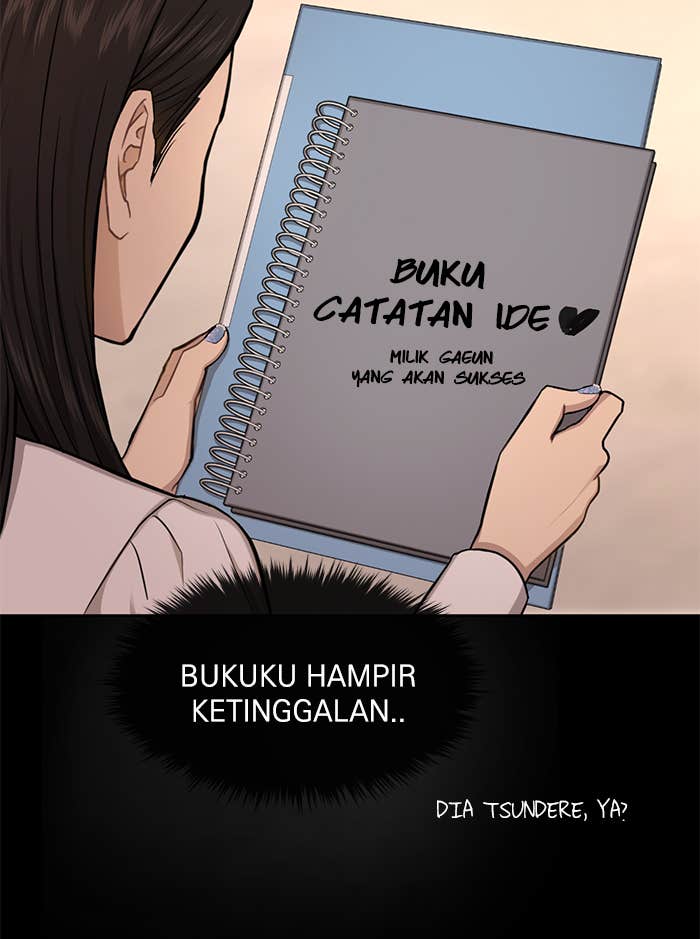 BUKU
CATATAN IDE
MILIK GAEUN
YANG AKAN SUKSES
BUKUKU HAMPIR
KETINGGALAN..
DIA TSUNDERE, YA?